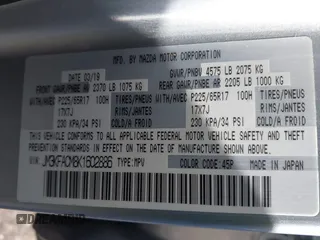 MFD BY MAZDA MOTOR CORPORATION
DATE 03/19 GVWR/PNBV 4575 LB 2075 KG
FRONT GAWR/PNBE AV 2370 LB 1075 KG REAR GAWR/PNBE AR 2205 LB 1000 KG
WITH/AVEC P225/65R17 100H TIRES/PNEUS WITH/AVEC P225/65R17 100H TIRES/PNEUS
17X7J RIMS/JANTES 17X7J RIMS/JANTES
230 KPA/34 PSI COLD/A FROID 230 KPA/34 PSI COLD/A FROID
THIS VEHICLE CONFORMS TO ALL APPLICABLE FEDERAL MOTOR VEHICLE SAFETY, BUMPER AND THEFT PREVENTION STANDARDS IN EFFECT ON THE DATE OF MANUFACTURE SHOWN ABOVE.
JM3KFACM8K1602886 TYPE:MPV
COLOR CODE: 45P MADE IN JAPAN